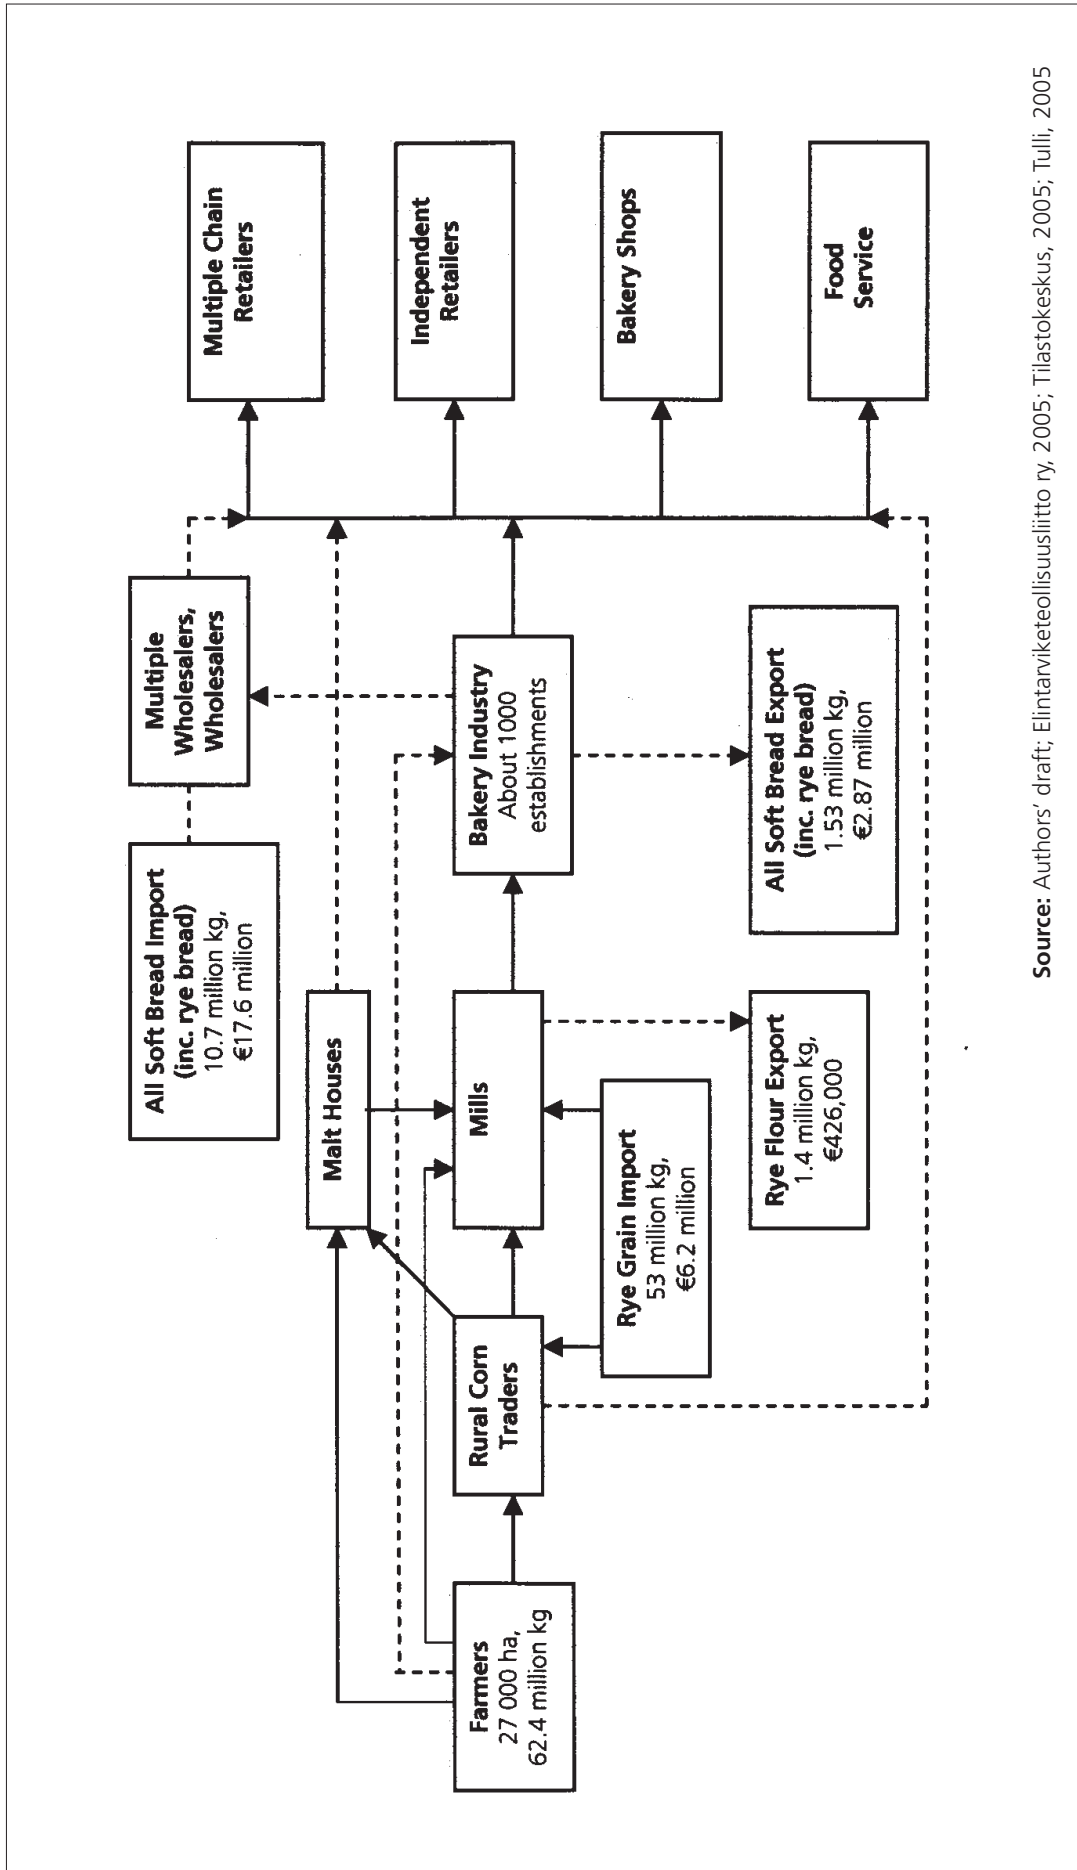 Farmers
27 000 ha,
62.4 million kg
Rural Corn
Traders
Rye Grain Import
53 million kg,
€6.2 million
Malt Houses
Mills
Rye Flour Export
1.4 million kg,
€426,000
All Soft Bread Import
(inc. rye bread)
10.7 million kg,
€17.6 million
Bakery Industry
About 1000
establishments
All Soft Bread Export
(inc. rye bread)
1.53 million kg,
€2.87 million
Multiple
Wholesalers,
Wholesalers
Multiple Chain
Retailers
Independent
Retailers
Bakery Shops
Food
Service
Source: Authors’ draft; Elintarviketeollisuusliitto ry, 2005; Tilastokeskus, 2005; Tulli, 2005